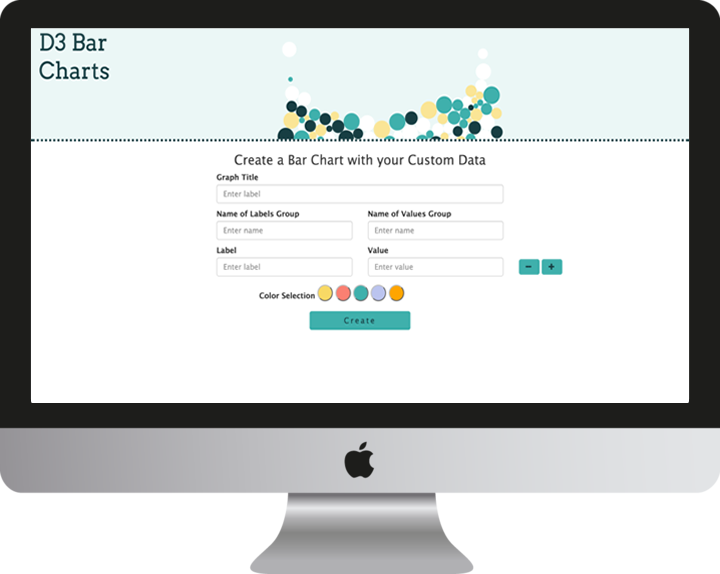 D3 Bar
Charts
Create a Bar Chart with your Custom Data
Graph Title
Enter label
Name of Labels Group Name of Values Group
Enter name Enter name
Label Value
Enter label Enter value - +
Color Selection
Create